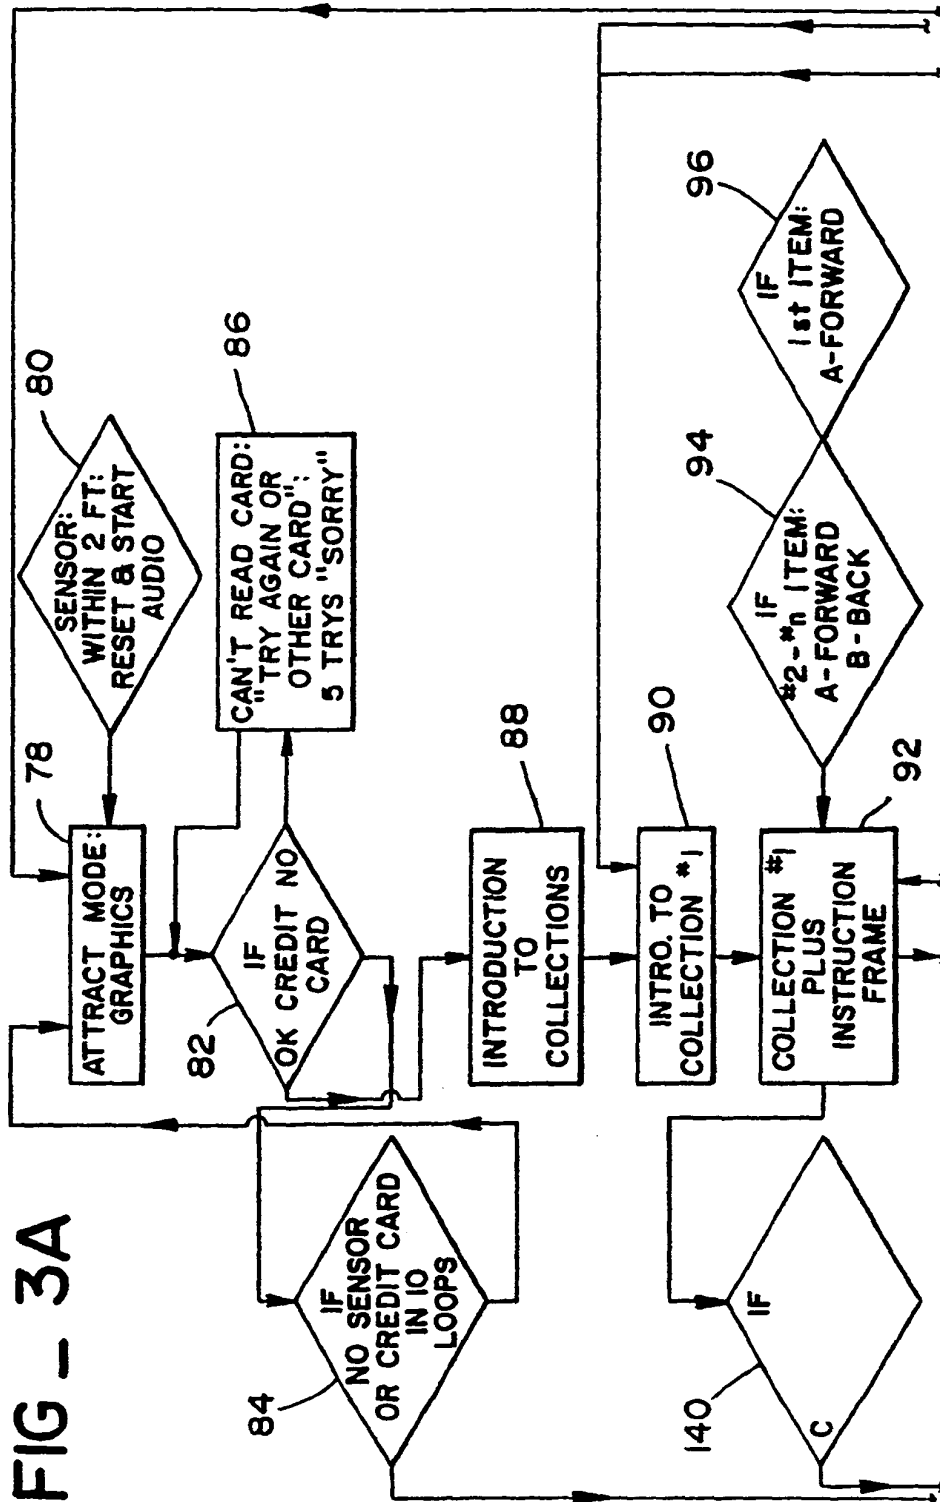 FIG_3A
80
SENSOR:
WITHIN 2 FT:
RESET & START
AUDIO
78
ATTRACT MODE:
GRAPHICS
86
CAN'T READ CARD:
"TRY AGAIN OR
OTHER CARD";
5 TRYS "SORRY"
82
IF
OK CREDIT NO
CARD
84
IF
NO SENSOR
OR CREDIT CARD
IN 10
LOOPS
88
INTRODUCTION
TO
COLLECTIONS
90
INTRO. TO
COLLECTION #1
92
COLLECTION #1
PLUS
INSTRUCTION
FRAME
94
IF
#2-#n ITEM:
A-FORWARD
B-BACK
96
IF
1st ITEM:
A-FORWARD
140
IF
C